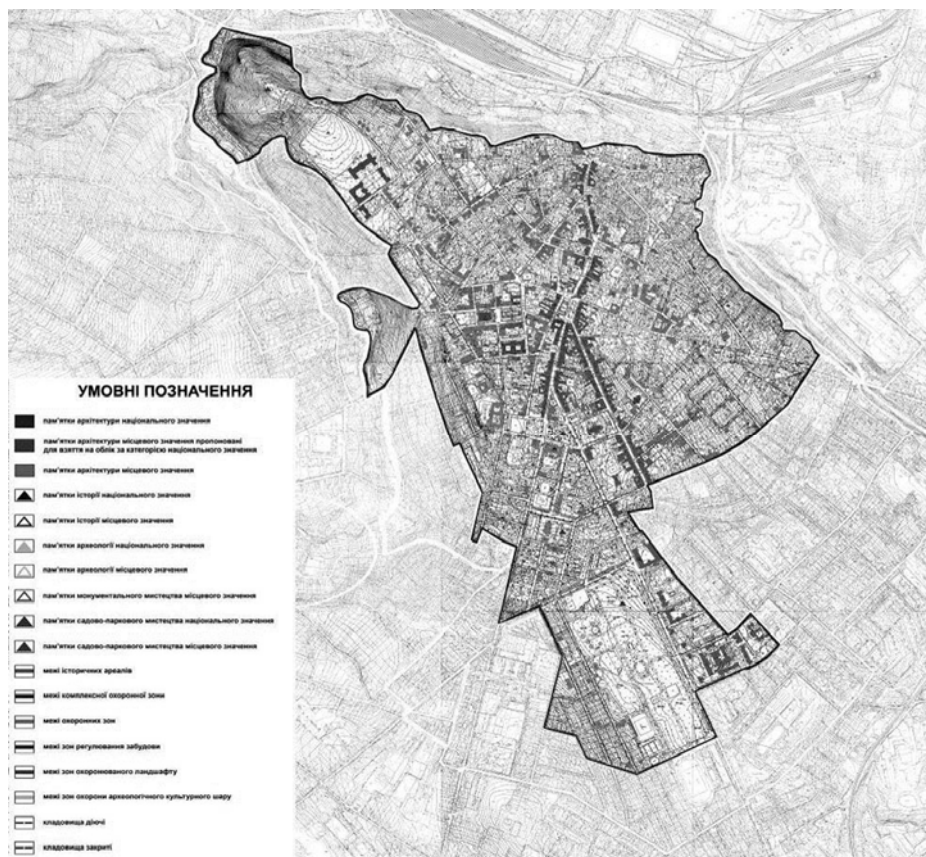 УМОВНІ ПОЗНАЧЕННЯ
пам'ятки архітектури національного значення
пам'ятки архітектури місцевого значення пропоновані
для взяття на облік за категорією національного значення
пам'ятки архітектури місцевого значення
пам'ятки історії національного значення
пам'ятки історії місцевого значення
пам'ятки археології національного значення
пам'ятки археології місцевого значення
пам'ятки монументального мистецтва місцевого значення
пам'ятки садово-паркового мистецтва національного значення
пам'ятки садово-паркового мистецтва місцевого значення
межі історичних ареалів
межі комплексної охоронної зони
межі охоронних зон
межі зон регулювання забудови
межі зон охоронюваного ландшафту
межі зон охорони археологічного культурного шару
кладовища діючі
кладовища закриті